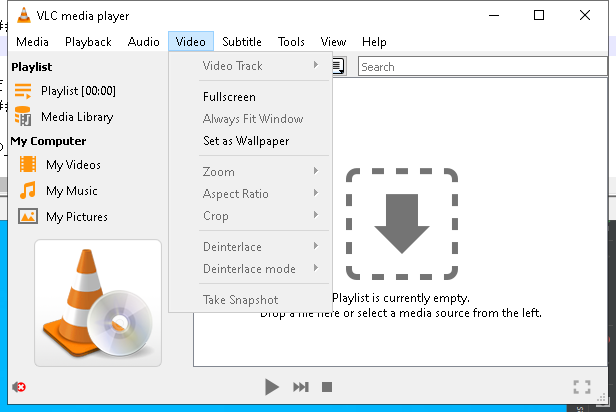 VLC media player
Media Playback Audio Video Subtitle Tools View Help
Playlist
Playlist [00:00]
Media Library
My Computer
My Videos
My Music
My Pictures
Video Track
Fullscreen
Always Fit Window
Set as Wallpaper
Zoom
Aspect Ratio
Crop
Deinterlace
Deinterlace mode
Take Snapshot
Search
Playlist is currently empty.
Drop a file here or select a media source from the left.